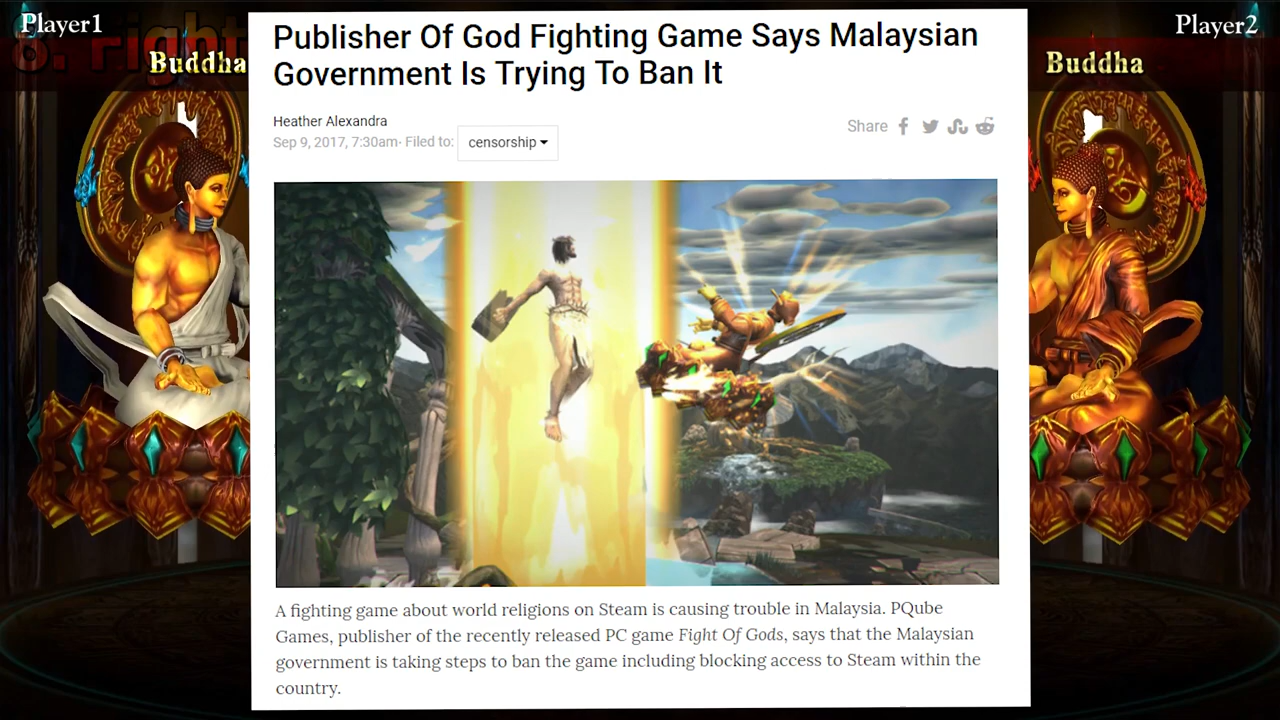 Player1
Player2
8. Fight
Buddha
Buddha
Publisher Of God Fighting Game Says Malaysian
Government Is Trying To Ban It
Heather Alexandra
Sep 9, 2017, 7:30am· Filed to: censorship
Share
A fighting game about world religions on Steam is causing trouble in Malaysia. PQube
Games, publisher of the recently released PC game Fight Of Gods, says that the Malaysian
government is taking steps to ban the game including blocking access to Steam within the
country.